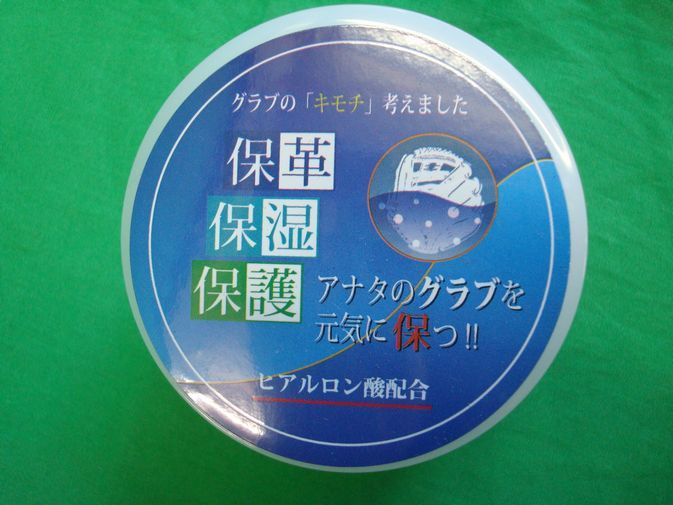 グラブの「キモチ」考えました
保革
保湿
保護
アナタのグラブを
元気に保つ!!
ヒアルロン酸配合